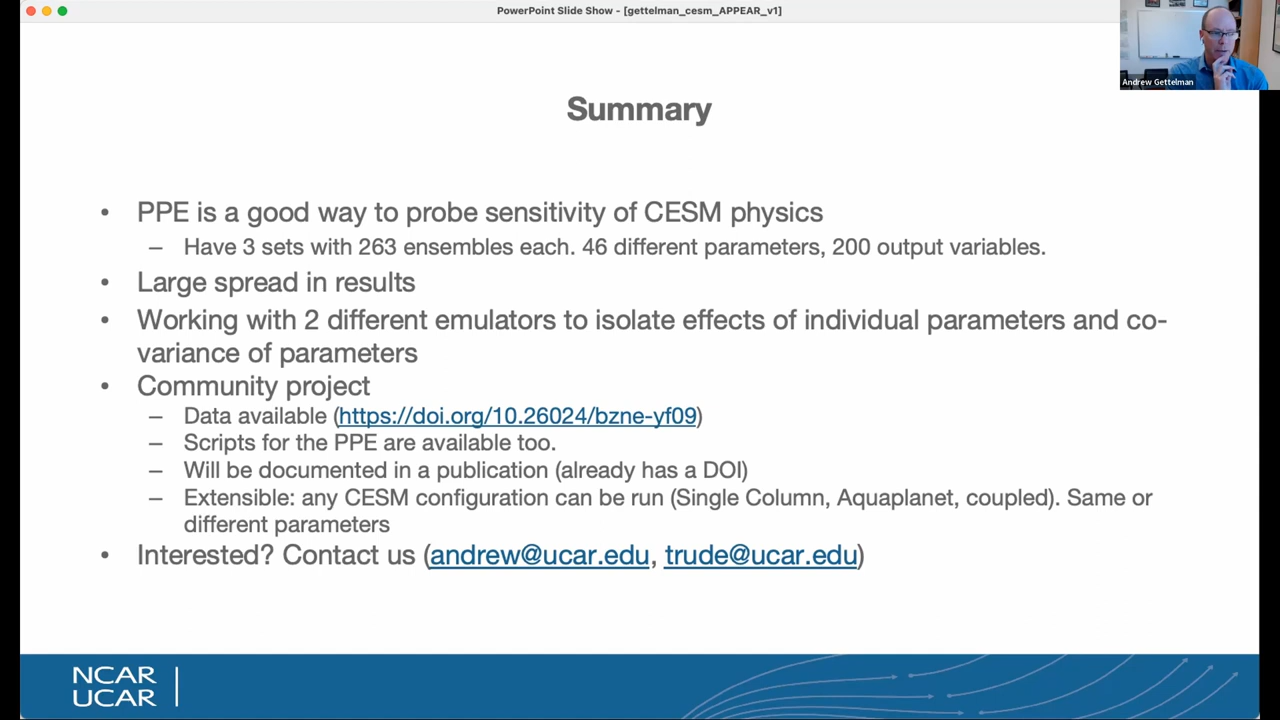 PowerPoint Slide Show - [gettelman_cesm_APPEAR_v1]
Andrew Gettelman
Summary
• PPE is a good way to probe sensitivity of CESM physics
– Have 3 sets with 263 ensembles each. 46 different parameters, 200 output variables.
• Large spread in results
• Working with 2 different emulators to isolate effects of individual parameters and co-
variance of parameters
• Community project
– Data available (https://doi.org/10.26024/bzne-yf09)
– Scripts for the PPE are available too.
– Will be documented in a publication (already has a DOI)
– Extensible: any CESM configuration can be run (Single Column, Aquaplanet, coupled). Same or
different parameters
• Interested? Contact us (andrew@ucar.edu, trude@ucar.edu)
NCAR
UCAR